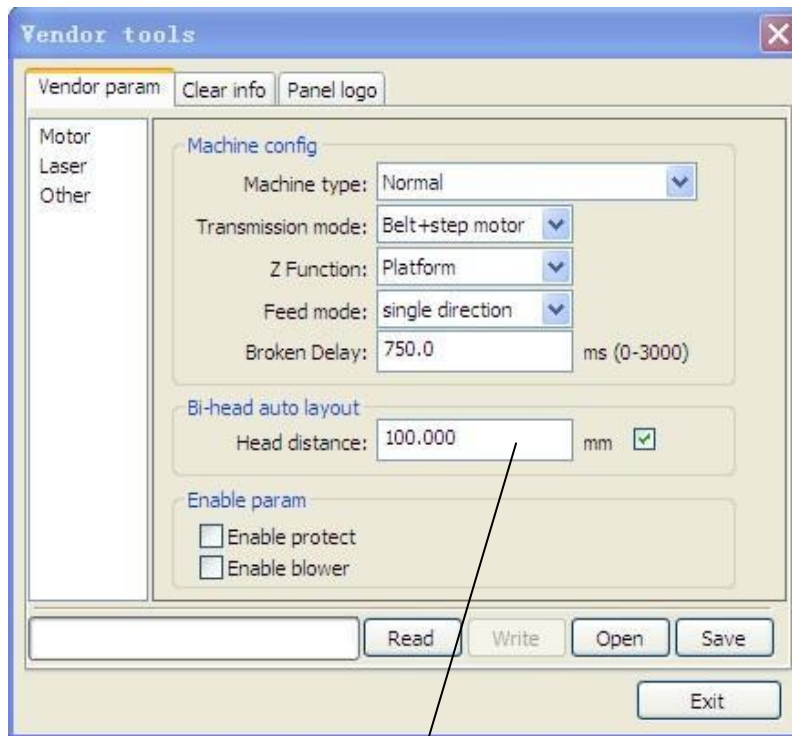 Vendor tools
Vendor param Clear info Panel logo
Motor
Laser
Other
Machine config
Machine type: Normal
Transmission mode: Belt+step motor
Z Function: Platform
Feed mode: single direction
Broken Delay: 750.0 ms (0-3000)
Bi-head auto layout
Head distance: 100.000 mm
Enable param
Enable protect
Enable blower
Read Write Open Save
Exit